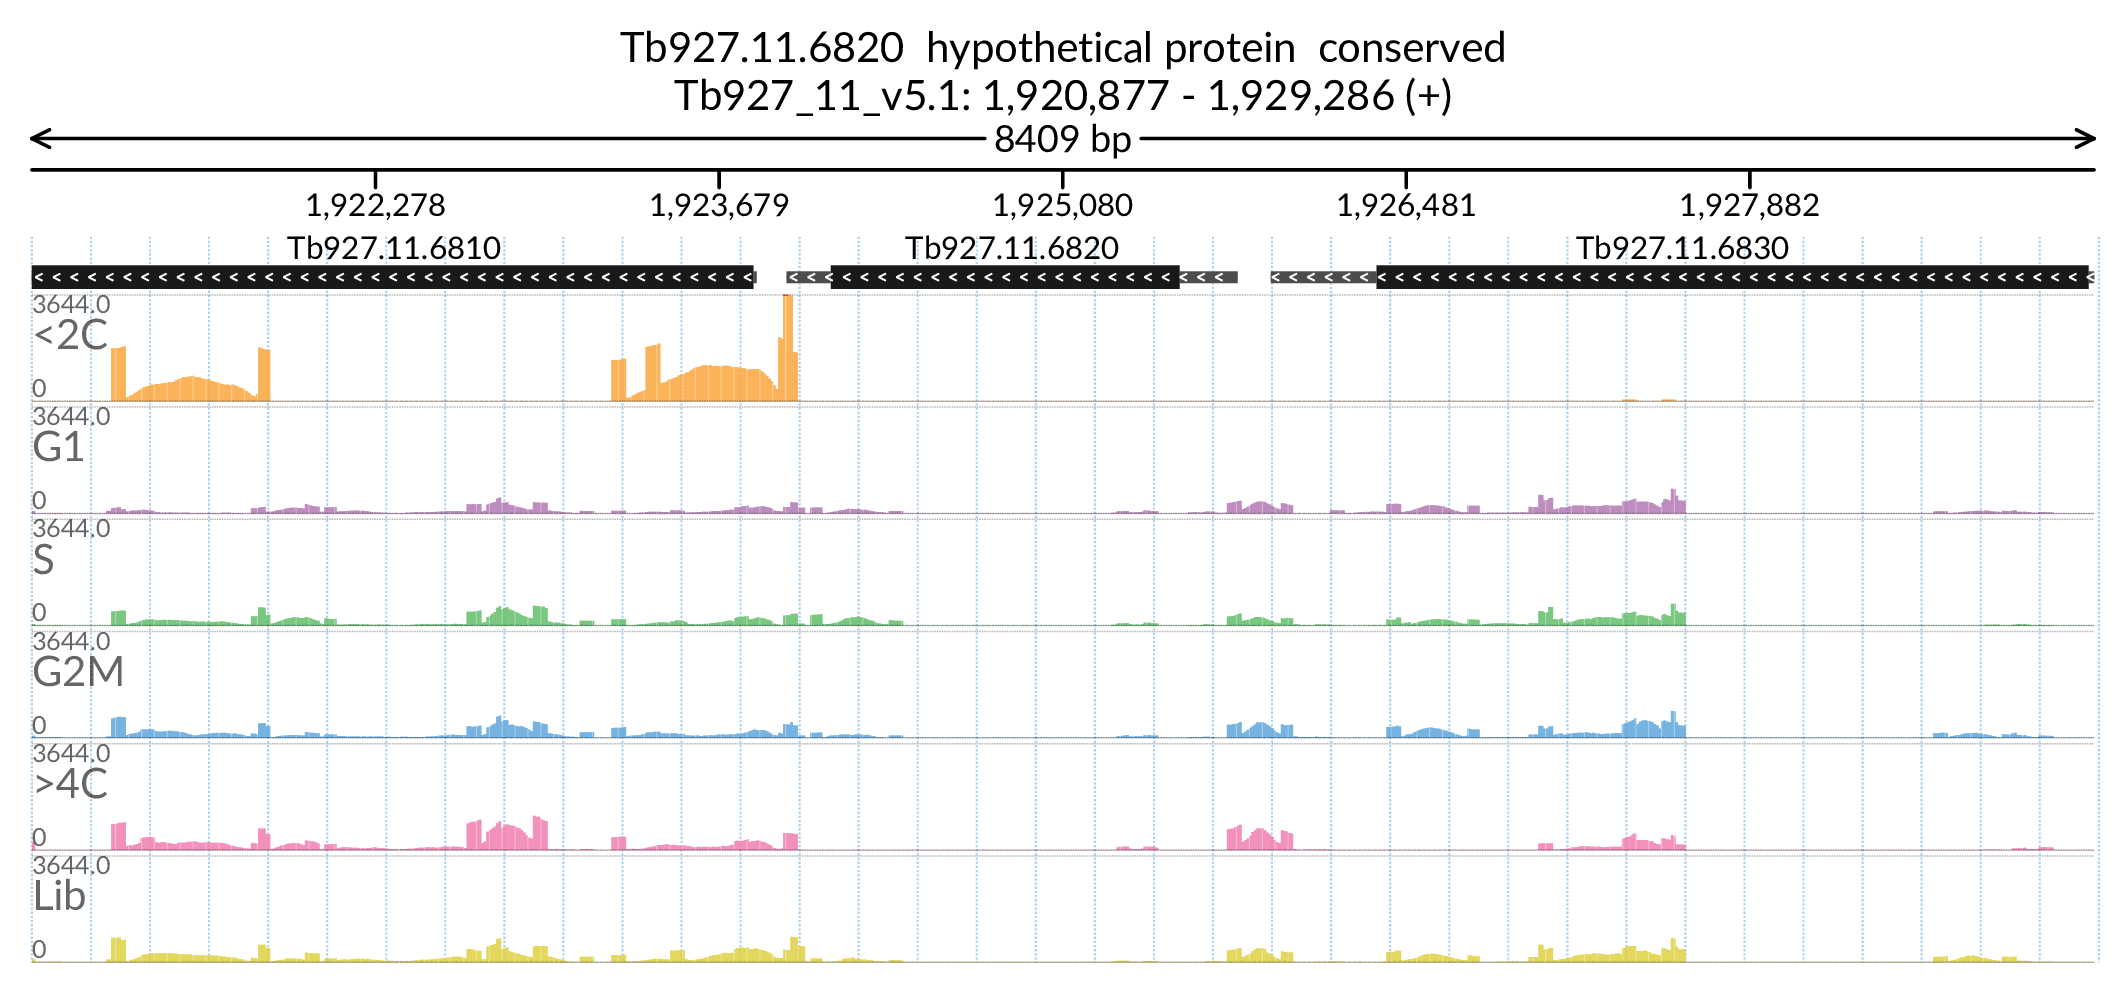 Tb927.11.6820 hypothetical protein conserved
Tb927_11_v5.1: 1,920,877 - 1,929,286 (+)
8409 bp
1,922,278 1,923,679 1,925,080 1,926,481 1,927,882
Tb927.11.6810 Tb927.11.6820 Tb927.11.6830
3644.0
<2C
0
3644.0
G1
0
3644.0
S
0
3644.0
G2M
0
3644.0
>4C
0
3644.0
Lib
0